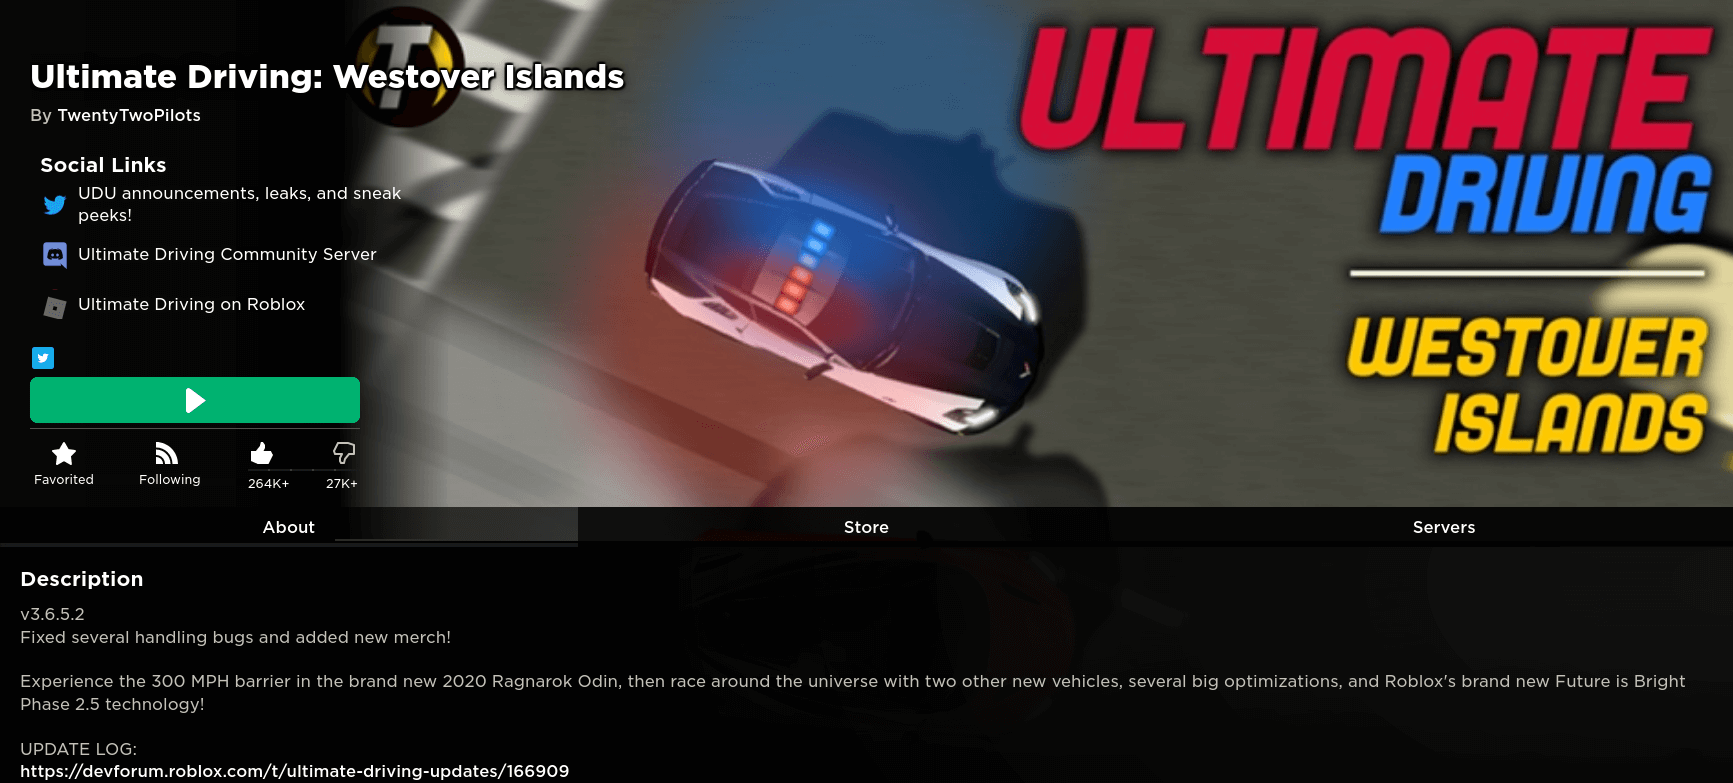 Ultimate Driving: Westover Islands
By TwentyTwoPilots
Social Links
UDU announcements, leaks, and sneak
peeks!
Ultimate Driving Community Server
Ultimate Driving on Roblox
Favorited
Following
264K+
27K+
T
ULTIMATE
DRIVING
WESTOVER
ISLANDS
About
Store
Servers
Description
v3.6.5.2
Fixed several handling bugs and added new merch!
Experience the 300 MPH barrier in the brand new 2020 Ragnarok Odin, then race around the universe with two other new vehicles, several big optimizations, and Roblox's brand new Future is Bright
Phase 2.5 technology!
UPDATE LOG:
https://devforum.roblox.com/t/ultimate-driving-updates/166909